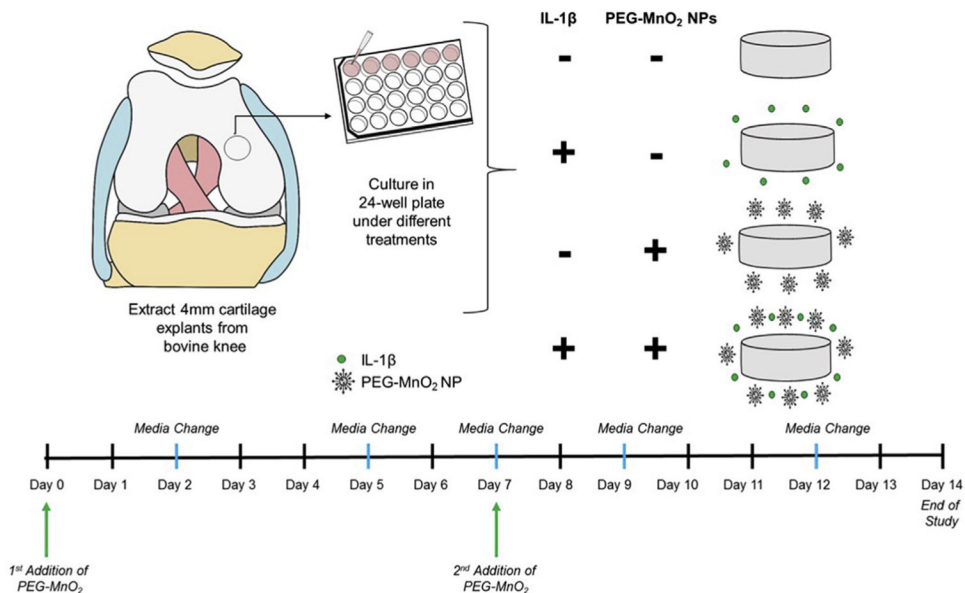 IL-1β PEG-MnO₂ NPs
- -
+ -
- +
+ +
Culture in
24-well plate
under different
treatments
Extract 4mm cartilage
explants from
bovine knee
IL-1β
PEG-MnO₂ NP
Media Change Media Change Media Change Media Change Media Change
Day 0 Day 1 Day 2 Day 3 Day 4 Day 5 Day 6 Day 7 Day 8 Day 9 Day 10 Day 11 Day 12 Day 13 Day 14
End of
Study
1st Addition of
PEG-MnO₂
2nd Addition of
PEG-MnO₂